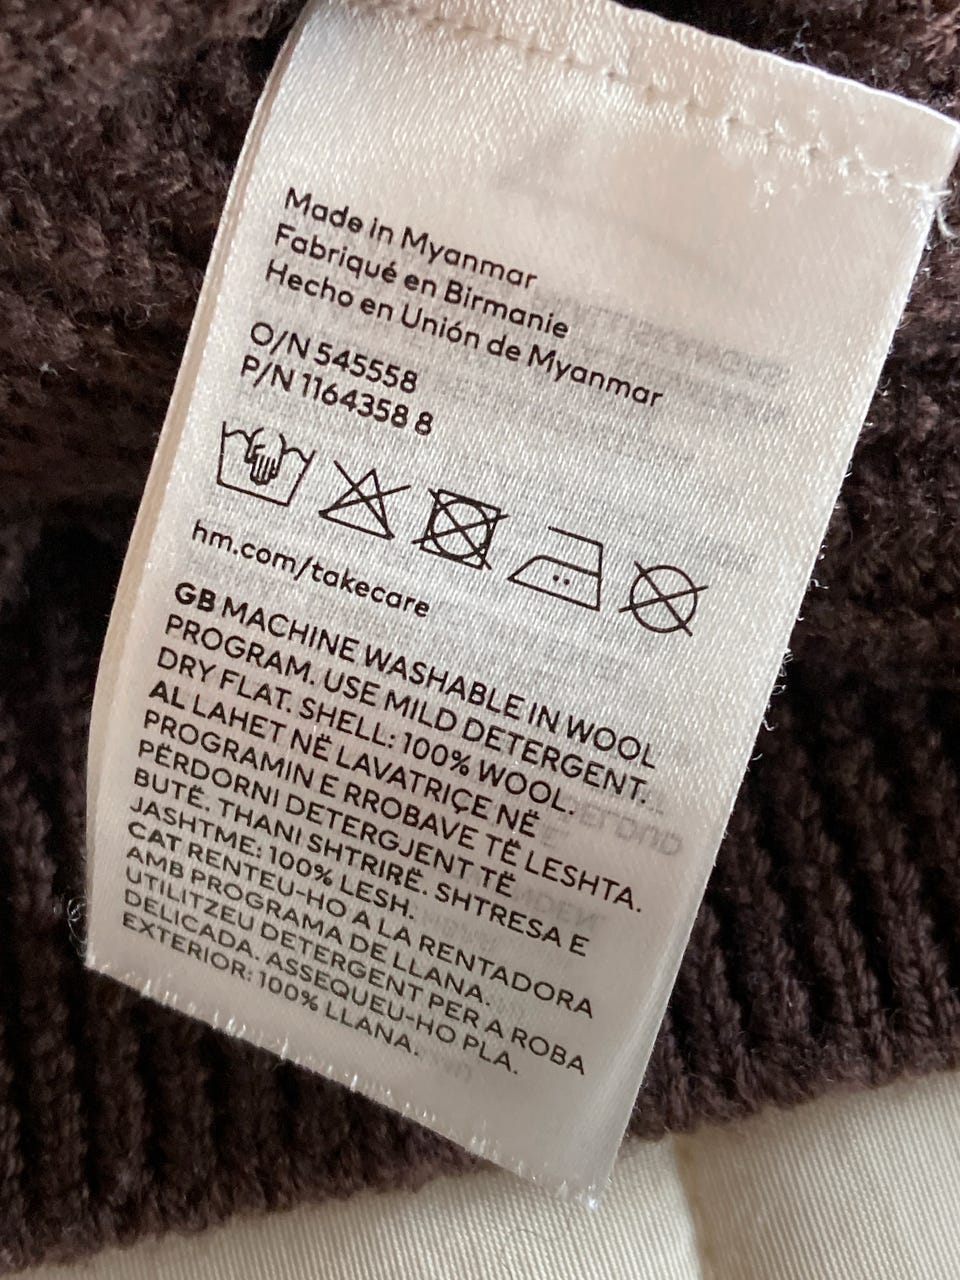 Made in Myanmar
Fabriqué en Birmanie
Hecho en Unión de Myanmar
O/N 545558
P/N 1164358 8
hm.com/takecare
GB MACHINE WASHABLE IN WOOL
PROGRAM. USE MILD DETERGENT.
DRY FLAT. SHELL: 100% WOOL.
AL LAHET NË LAVATRIÇE NË
PROGRAMIN E RROBAVE TË LESHTA.
PËRDORNI DETERGJENT TË
BUTË. THANI SHTRIRË. SHTRESA E
JASHTME: 100% LESH.
CAT RENTEU-HO A LA RENTADORA
AMB PROGRAMA DE LLANA.
UTILITZEU DETERGENT PER A ROBA
DELICADA. ASSEQUEU-HO PLA.
EXTERIOR: 100% LLANA.